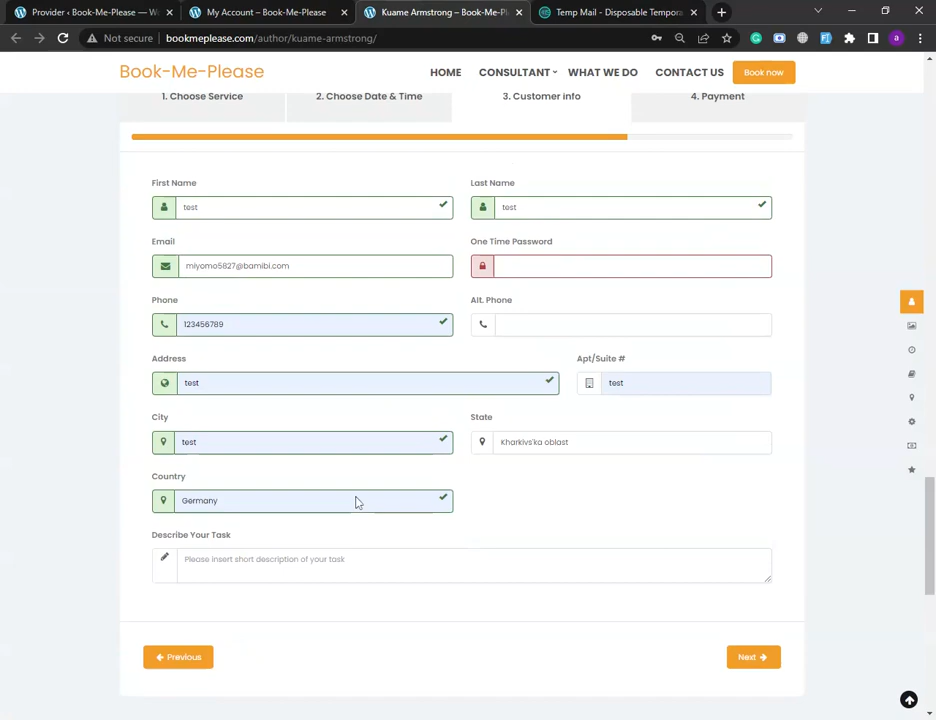 Provider ‹ Book-Me-Please — W
My Account – Book-Me-Please
Kuame Armstrong – Book-Me-Pl
Temp Mail - Disposable Tempora
Not secure
bookmeplease.com/author/kuame-armstrong/
Book-Me-Please
HOME
CONSULTANT
WHAT WE DO
CONTACT US
Book now
1. Choose Service
2. Choose Date & Time
3. Customer info
4. Payment
First Name
Last Name
test
test
Email
One Time Password
miyomo5827@bamibi.com
Phone
Alt. Phone
123456789
Address
Apt/Suite #
test
test
City
State
test
Kharkivs'ka oblast
Country
Germany
Describe Your Task
Please insert short description of your task
Previous
Next